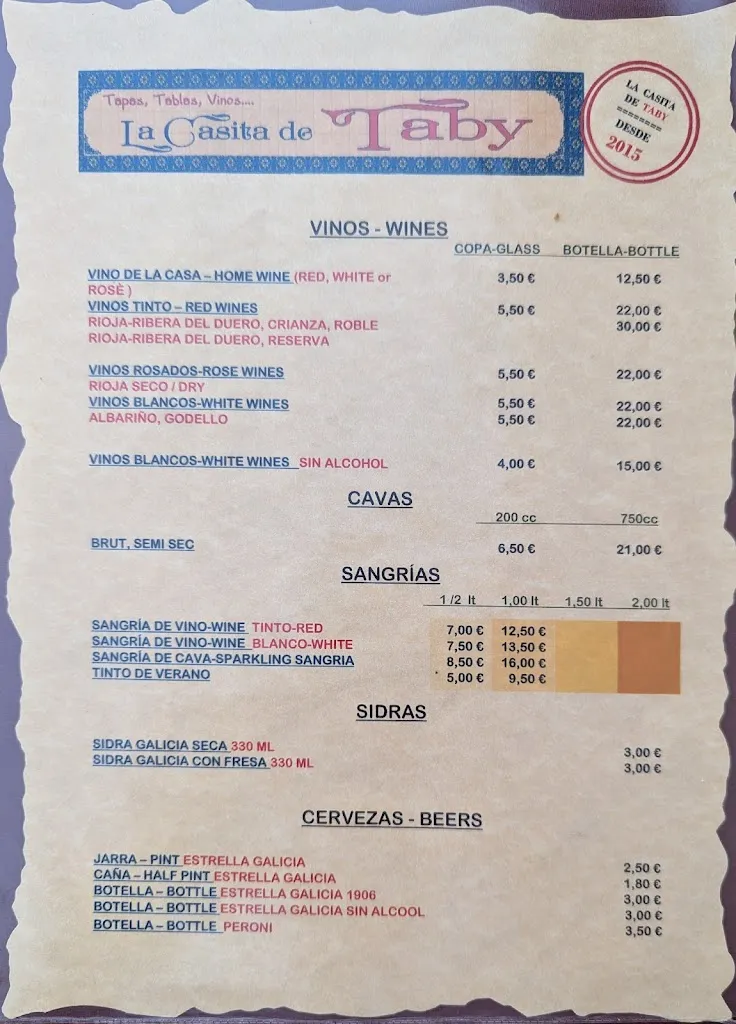 Tapas, Tablas, Vinos....
La Casita de Taby
LA CASITA
DE TABY
========
DESDE
2015
VINOS - WINES
COPA-GLASS BOTELLA-BOTTLE
VINO DE LA CASA – HOME WINE (RED, WHITE or 3,50 € 12,50 €
ROSÈ )
VINOS TINTO – RED WINES 5,50 € 22,00 €
RIOJA-RIBERA DEL DUERO, CRIANZA, ROBLE 30,00 €
RIOJA-RIBERA DEL DUERO, RESERVA
VINOS ROSADOS-ROSE WINES 5,50 € 22,00 €
RIOJA SECO / DRY
VINOS BLANCOS-WHITE WINES 5,50 € 22,00 €
ALBARIÑO, GODELLO 5,50 € 22,00 €
VINOS BLANCOS-WHITE WINES SIN ALCOHOL 4,00 € 15,00 €
CAVAS
200 cc 750cc
BRUT, SEMI SEC 6,50 € 21,00 €
SANGRÍAS
1 /2 lt 1,00 lt 1,50 lt 2,00 lt
SANGRÍA DE VINO-WINE TINTO-RED 7,00 € 12,50 €
SANGRÍA DE VINO-WINE BLANCO-WHITE 7,50 € 13,50 €
SANGRÍA DE CAVA-SPARKLING SANGRIA 8,50 € 16,00 €
TINTO DE VERANO 5,00 € 9,50 €
SIDRAS
SIDRA GALICIA SECA 330 ML 3,00 €
SIDRA GALICIA CON FRESA 330 ML 3,00 €
CERVEZAS - BEERS
JARRA – PINT ESTRELLA GALICIA 2,50 €
CAÑA – HALF PINT ESTRELLA GALICIA 1,80 €
BOTELLA – BOTTLE ESTRELLA GALICIA 1906 3,00 €
BOTELLA – BOTTLE ESTRELLA GALICIA SIN ALCOOL 3,00 €
BOTELLA – BOTTLE PERONI 3,50 €